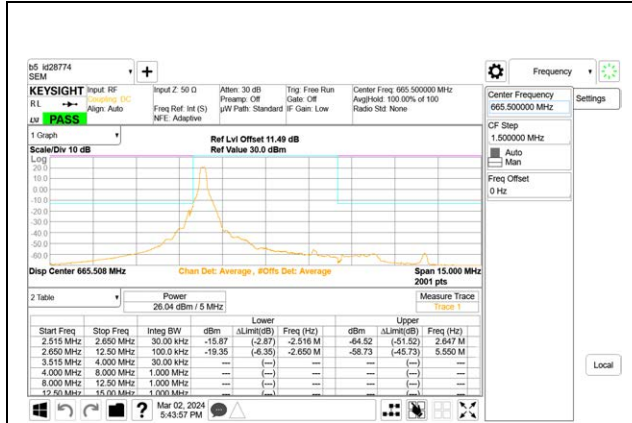 b5 id28774
SEM
+
Frequency
KEYSIGHT Input: RF Input Z: 50 Ω Atten: 30 dB Trig: Free Run Center Freq: 665.500000 MHz
RL Coupling: DC Preamp: Off Gate: Off Avg|Hold: 100.00% of 100
Align: Auto Freq Ref: Int (S) µW Path: Standard IF Gain: Low Radio Std: None
NFE: Adaptive
PASS
Center Frequency
665.500000 MHz
Settings
CF Step
1.500000 MHz
Auto
Man
Freq Offset
0 Hz
1 Graph
Scale/Div 10 dB
Ref Lvl Offset 11.49 dB
Ref Value 30.0 dBm
Log
20.0
10.0
0.00
-10.0
-20.0
-30.0
-40.0
-50.0
-60.0
Disp Center 665.508 MHz Chan Det: Average , #Offs Det: Average Span 15.000 MHz
2001 pts
2 Table
Power
26.04 dBm / 5 MHz
Measure Trace
Trace 1
Lower Upper
Start Freq Stop Freq Integ BW dBm ΔLimit(dB) Freq (Hz) dBm ΔLimit(dB) Freq (Hz)
2.515 MHz 2.650 MHz 30.00 kHz -15.87 (-2.87) -2.516 M -64.52 (-51.52) 2.647 M
2.650 MHz 12.50 MHz 100.0 kHz -19.35 (-6.35) -2.650 M -58.73 (-45.73) 5.550 M
3.515 MHz 4.000 MHz 30.00 kHz --- (---) --- --- (---) ---
4.000 MHz 8.000 MHz 1.000 MHz --- (---) --- --- (---) ---
8.000 MHz 12.50 MHz 1.000 MHz --- (---) --- --- (---) ---
12.50 MHz 15.00 MHz 1.000 MHz --- (---) --- --- (---) ---
Local
?
Mar 02, 2024
5:43:57 PM